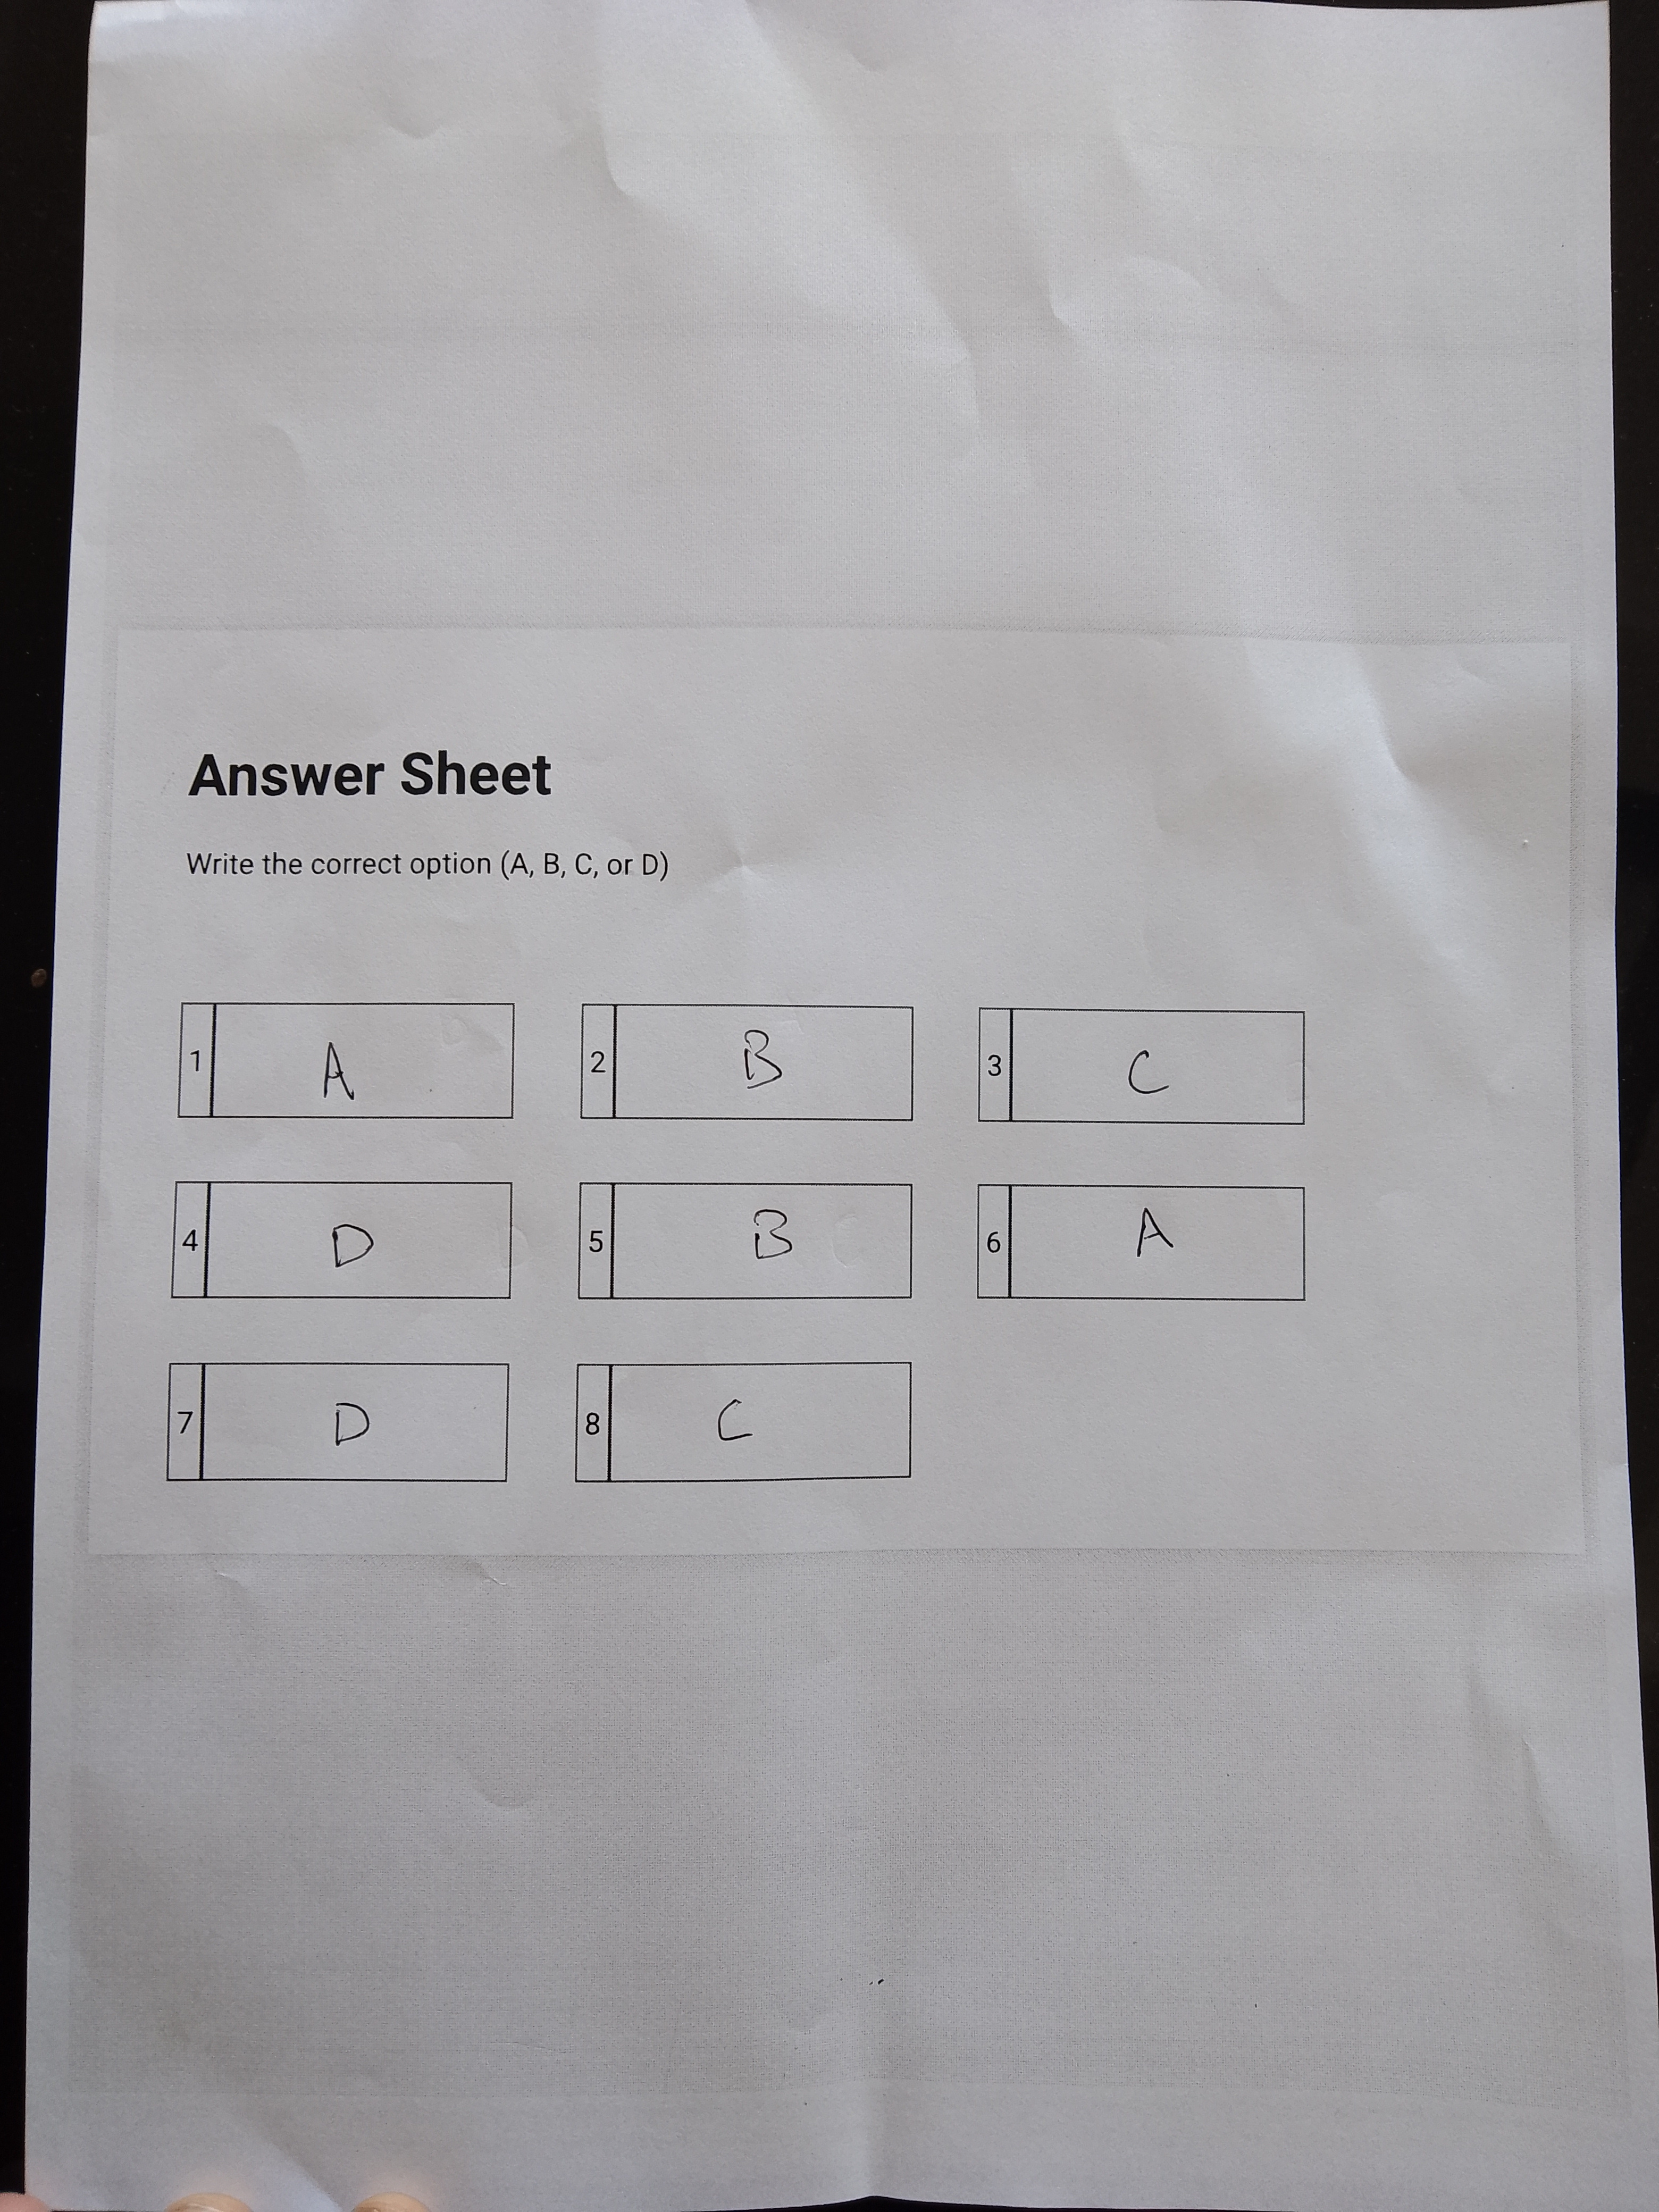 Answer Sheet
Write the correct option (A, B, C, or D)
1 A 2 B 3 C
4 D 5 B 6 A
7 D 8 C